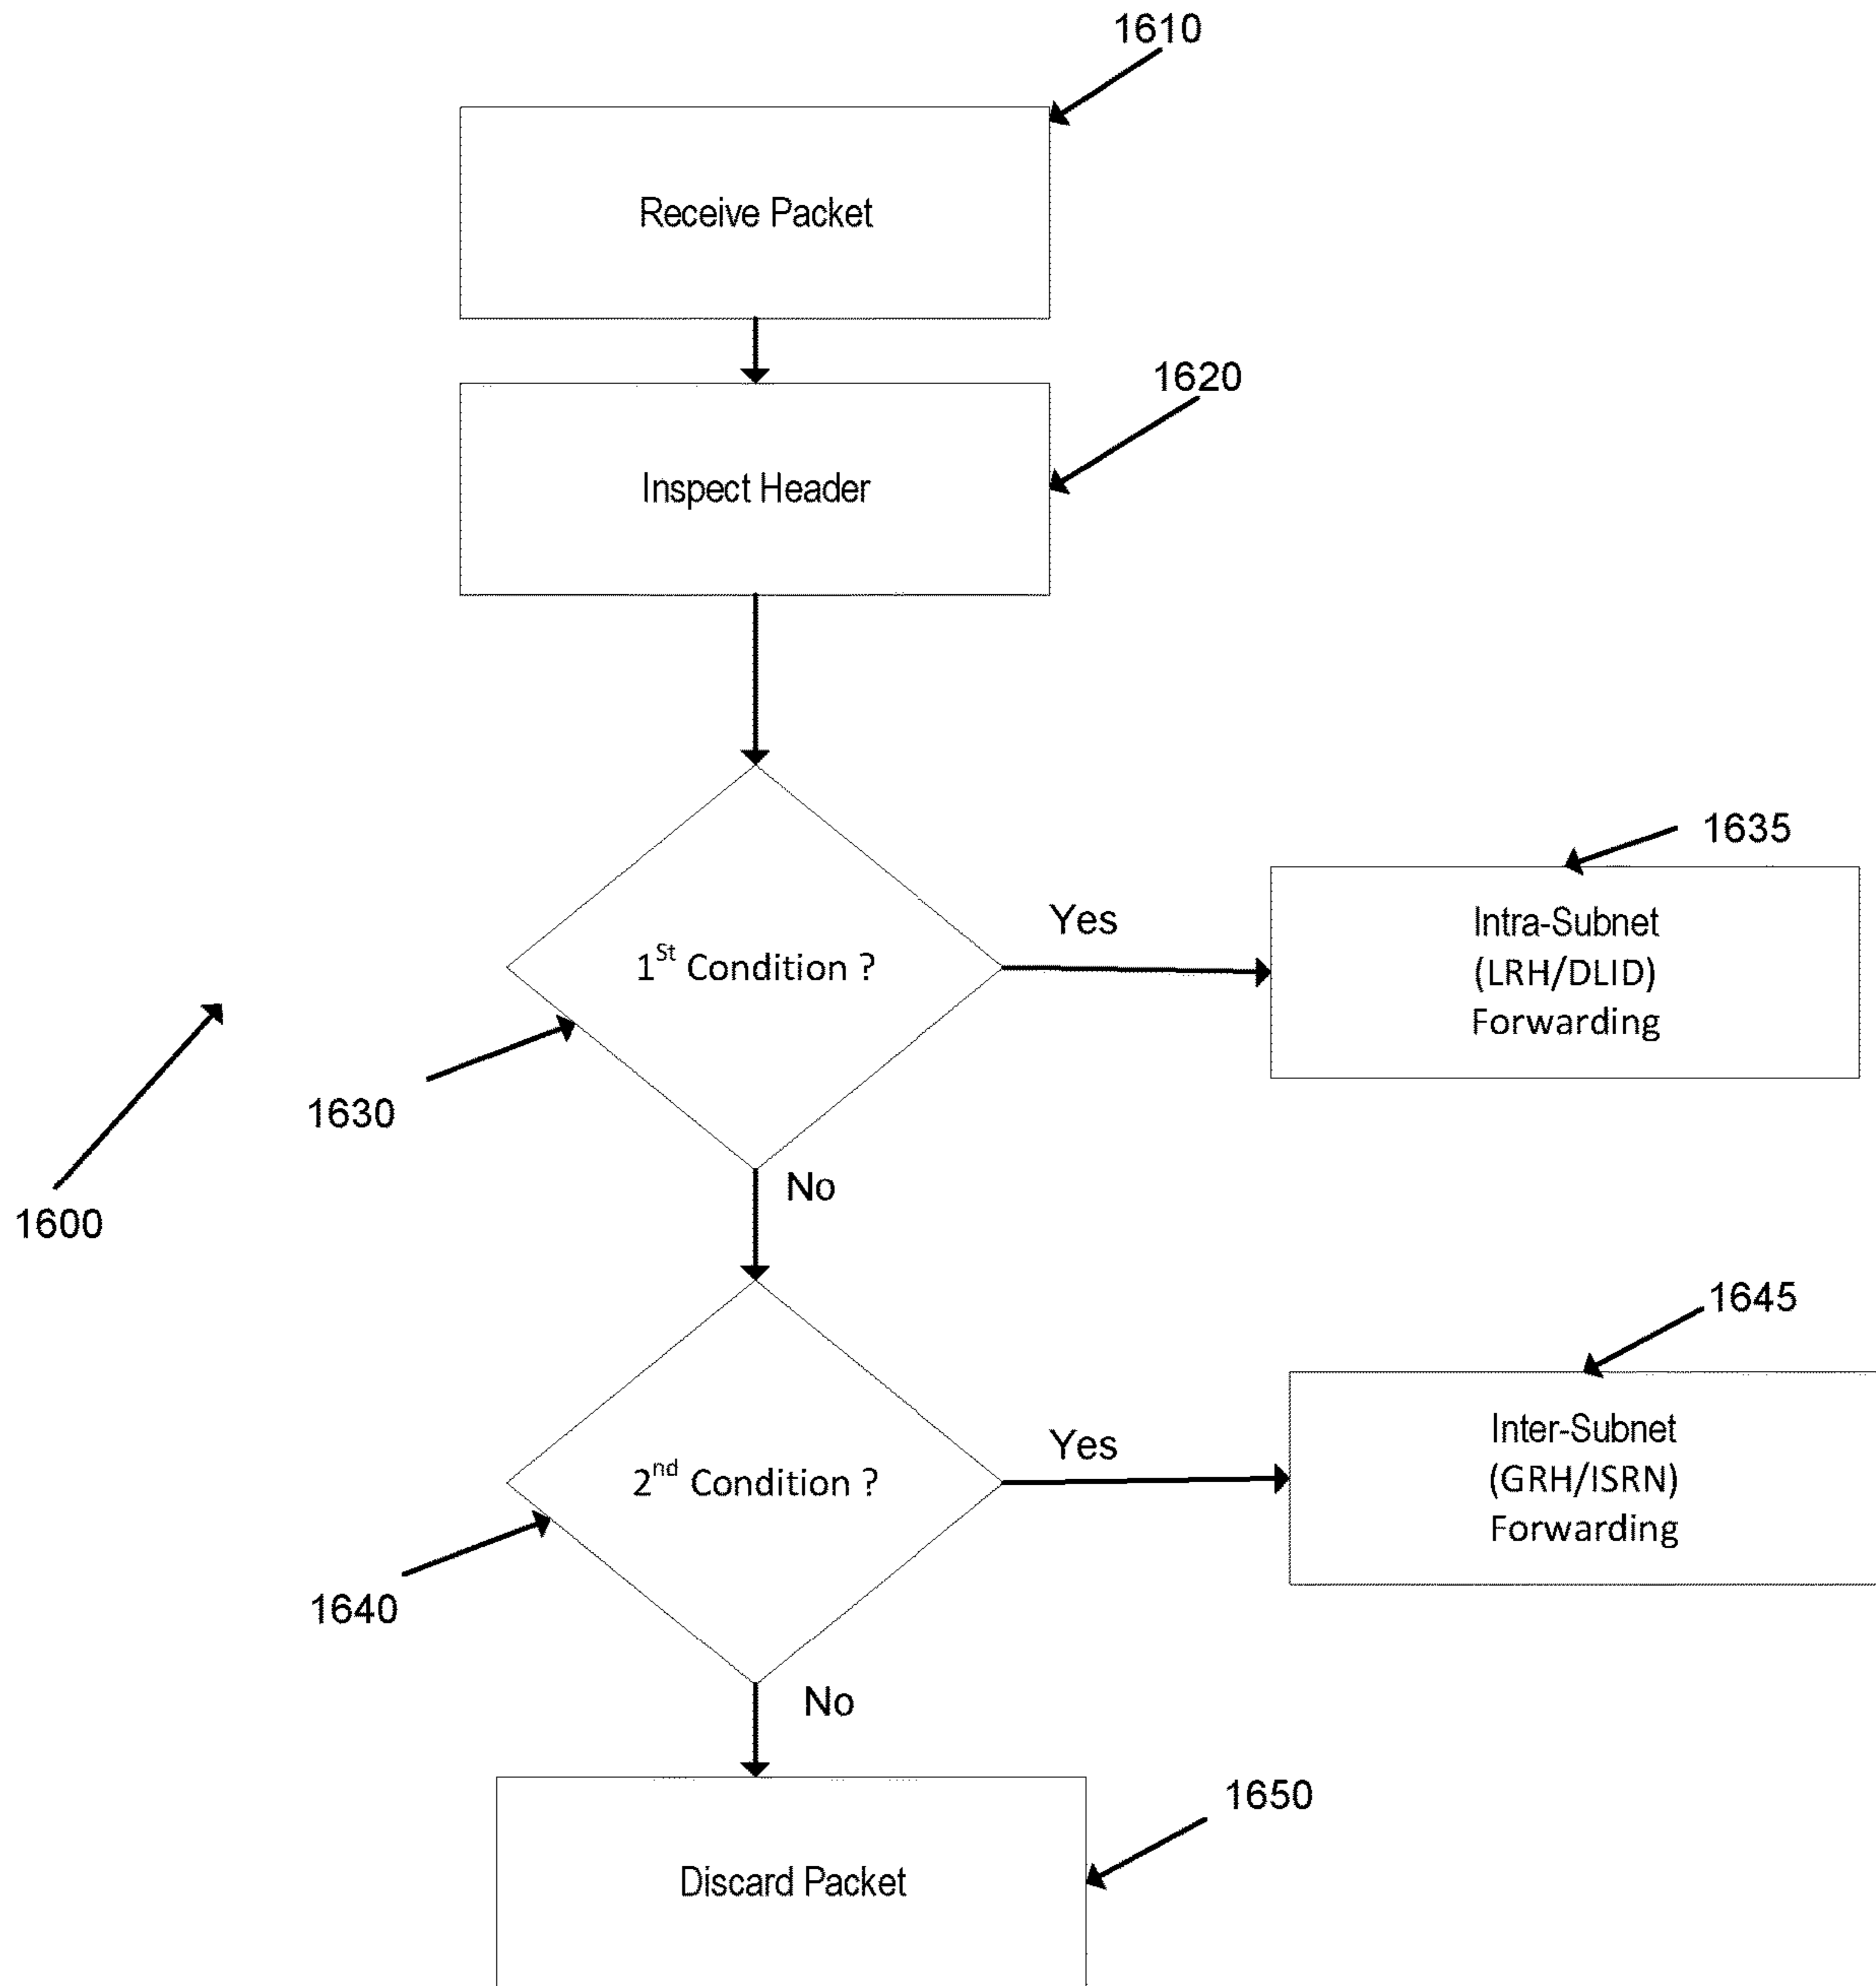 1610
Receive Packet
1620
Inspect Header
1635
Yes
Intra-Subnet
(LRH/DLID)
Forwarding
1St Condition ?
1630
No
1600
1645
Yes
Inter-Subnet
(GRH/ISRN)
Forwarding
2nd Condition ?
1640
No
1650
Discard Packet